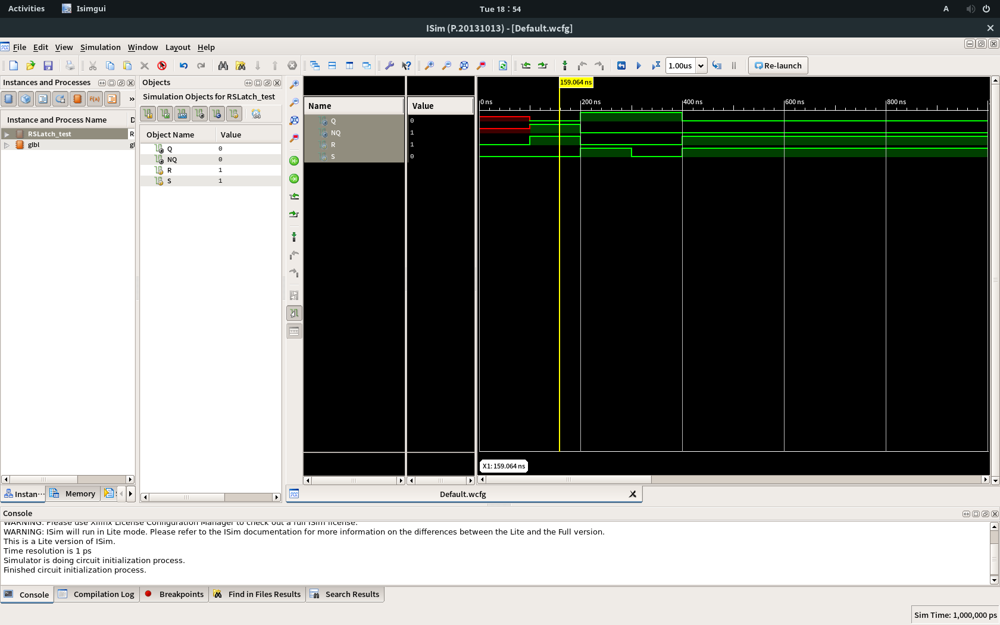 Activities Isimgui Tue 18:54 A
ISim (P.20131013) - [Default.wcfg]
File Edit View Simulation Window Layout Help
1.00us Re-launch
Instances and Processes
F(x) »
Instance and Process Name D
RSLatch_test R
glbl gl
Instan··· Memory S
Objects
Simulation Objects for RSLatch_test
Object Name Value
Q 0
NQ 0
R 1
S 1
Name Value
Q 0
NQ 1
R 1
S 0
159.064 ns
0 ns 200 ns 400 ns 600 ns 800 ns
X1: 159.064 ns
Default.wcfg
Console
WARNING: Please use Xilinx License Configuration Manager to check out a full ISim license.
WARNING: ISim will run in Lite mode. Please refer to the ISim documentation for more information on the differences between the Lite and the Full version.
This is a Lite version of ISim.
Time resolution is 1 ps
Simulator is doing circuit initialization process.
Finished circuit initialization process.
Console Compilation Log Breakpoints Find in Files Results Search Results
Sim Time: 1,000,000 ps